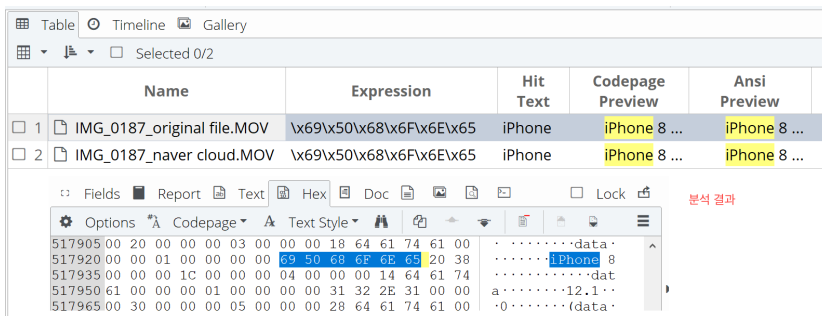 Table Timeline Gallery
Selected 0/2
Name Expression Hit Text Codepage Preview Ansi Preview
1 IMG_0187_original file.MOV \x69\x50\x68\x6F\x6E\x65 iPhone iPhone 8 ... iPhone 8 ...
2 IMG_0187_naver cloud.MOV \x69\x50\x68\x6F\x6E\x65 iPhone iPhone 8 ... iPhone 8 ...
Fields Report Text Hex Doc Lock
분석 결과
Options Codepage Text Style
517905 00 20 00 00 00 03 00 00 00 18 64 61 74 61 00 · ········data·
517920 00 00 01 00 00 00 00 69 50 68 6F 6E 65 20 38 ·······iPhone 8
517935 00 00 00 1C 00 00 00 04 00 00 00 14 64 61 74 ············dat
517950 61 00 00 00 01 00 00 00 00 31 32 2E 31 00 00 a········12.1··
517965 00 30 00 00 00 05 00 00 00 28 64 61 74 61 00 ·0·······(data·